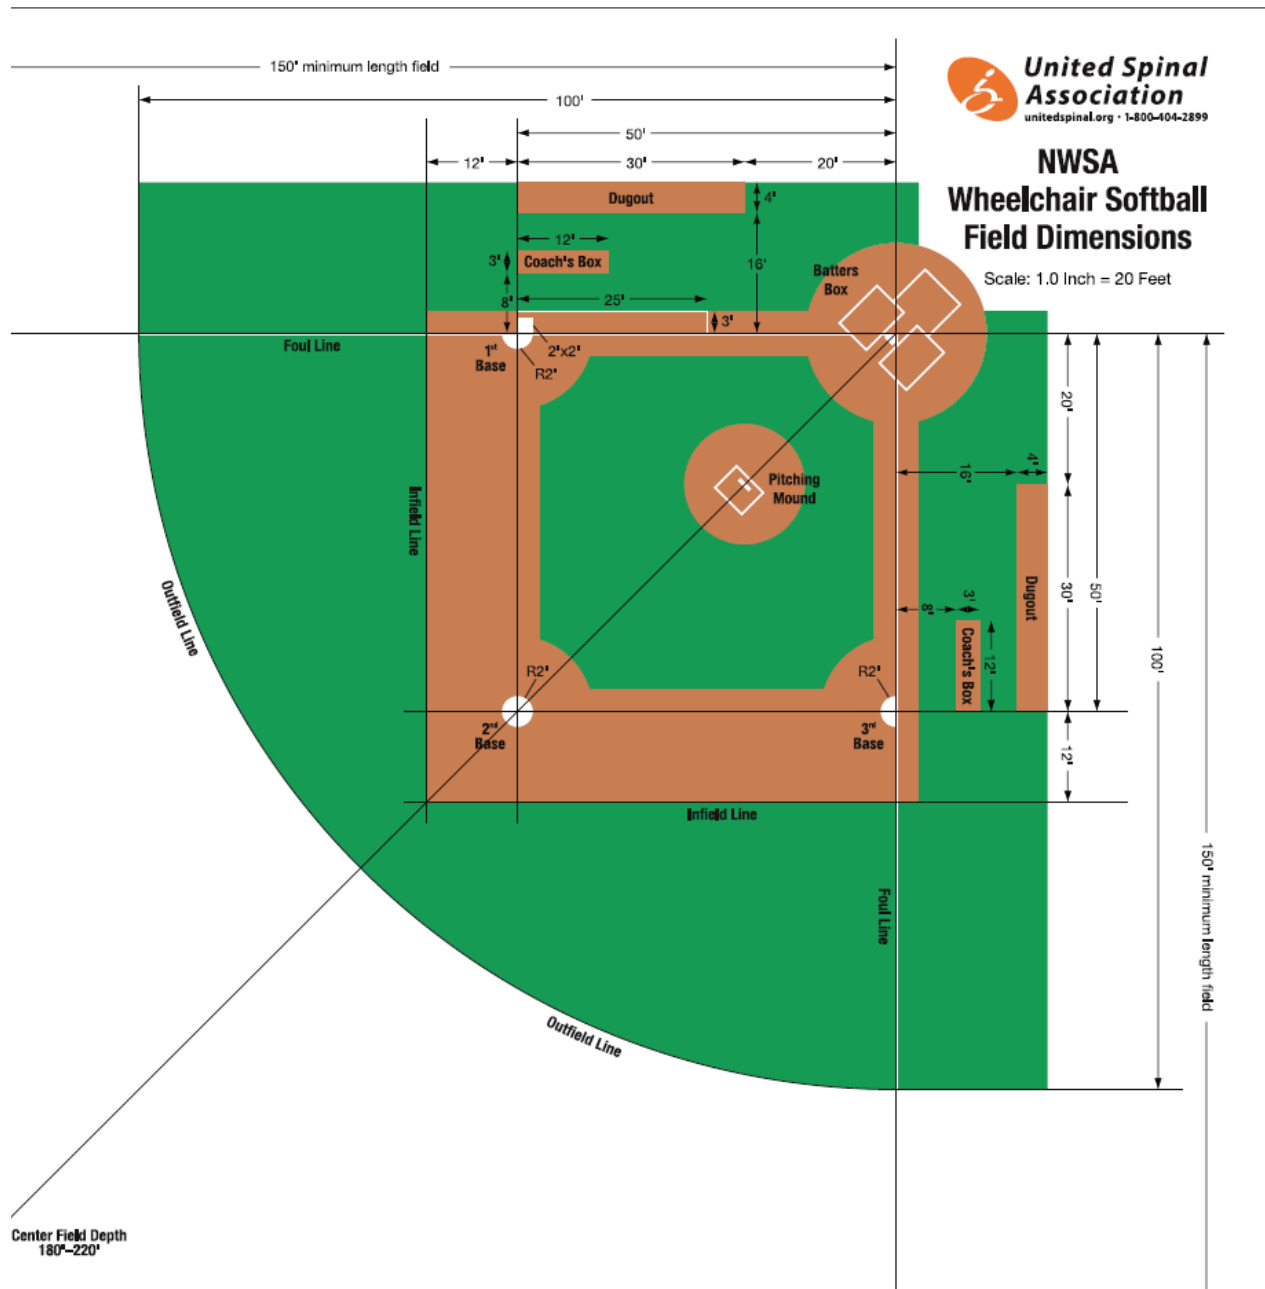 150' minimum length field
100'
50'
12'
30'
20'
United Spinal
Association
unitedspinal.org • 1-800-404-2899
NWSA
Wheelchair Softball
Field Dimensions
Scale: 1.0 Inch = 20 Feet
Dugout
4'
12'
3'
Coach's Box
16'
Batters
Box
8'
25'
3'
Foul Line
1st
Base
2'x2'
R2'
20'
16'
4'
Pitching
Mound
Infield Line
Outfield Line
Dugout
30'
50'
3'
8'
Coach's Box
12'
100'
R2'
R2'
2nd
Base
3rd
Base
12'
Infield Line
150' minimum length field
Foul Line
Outfield Line
Center Field Depth
180'–220'